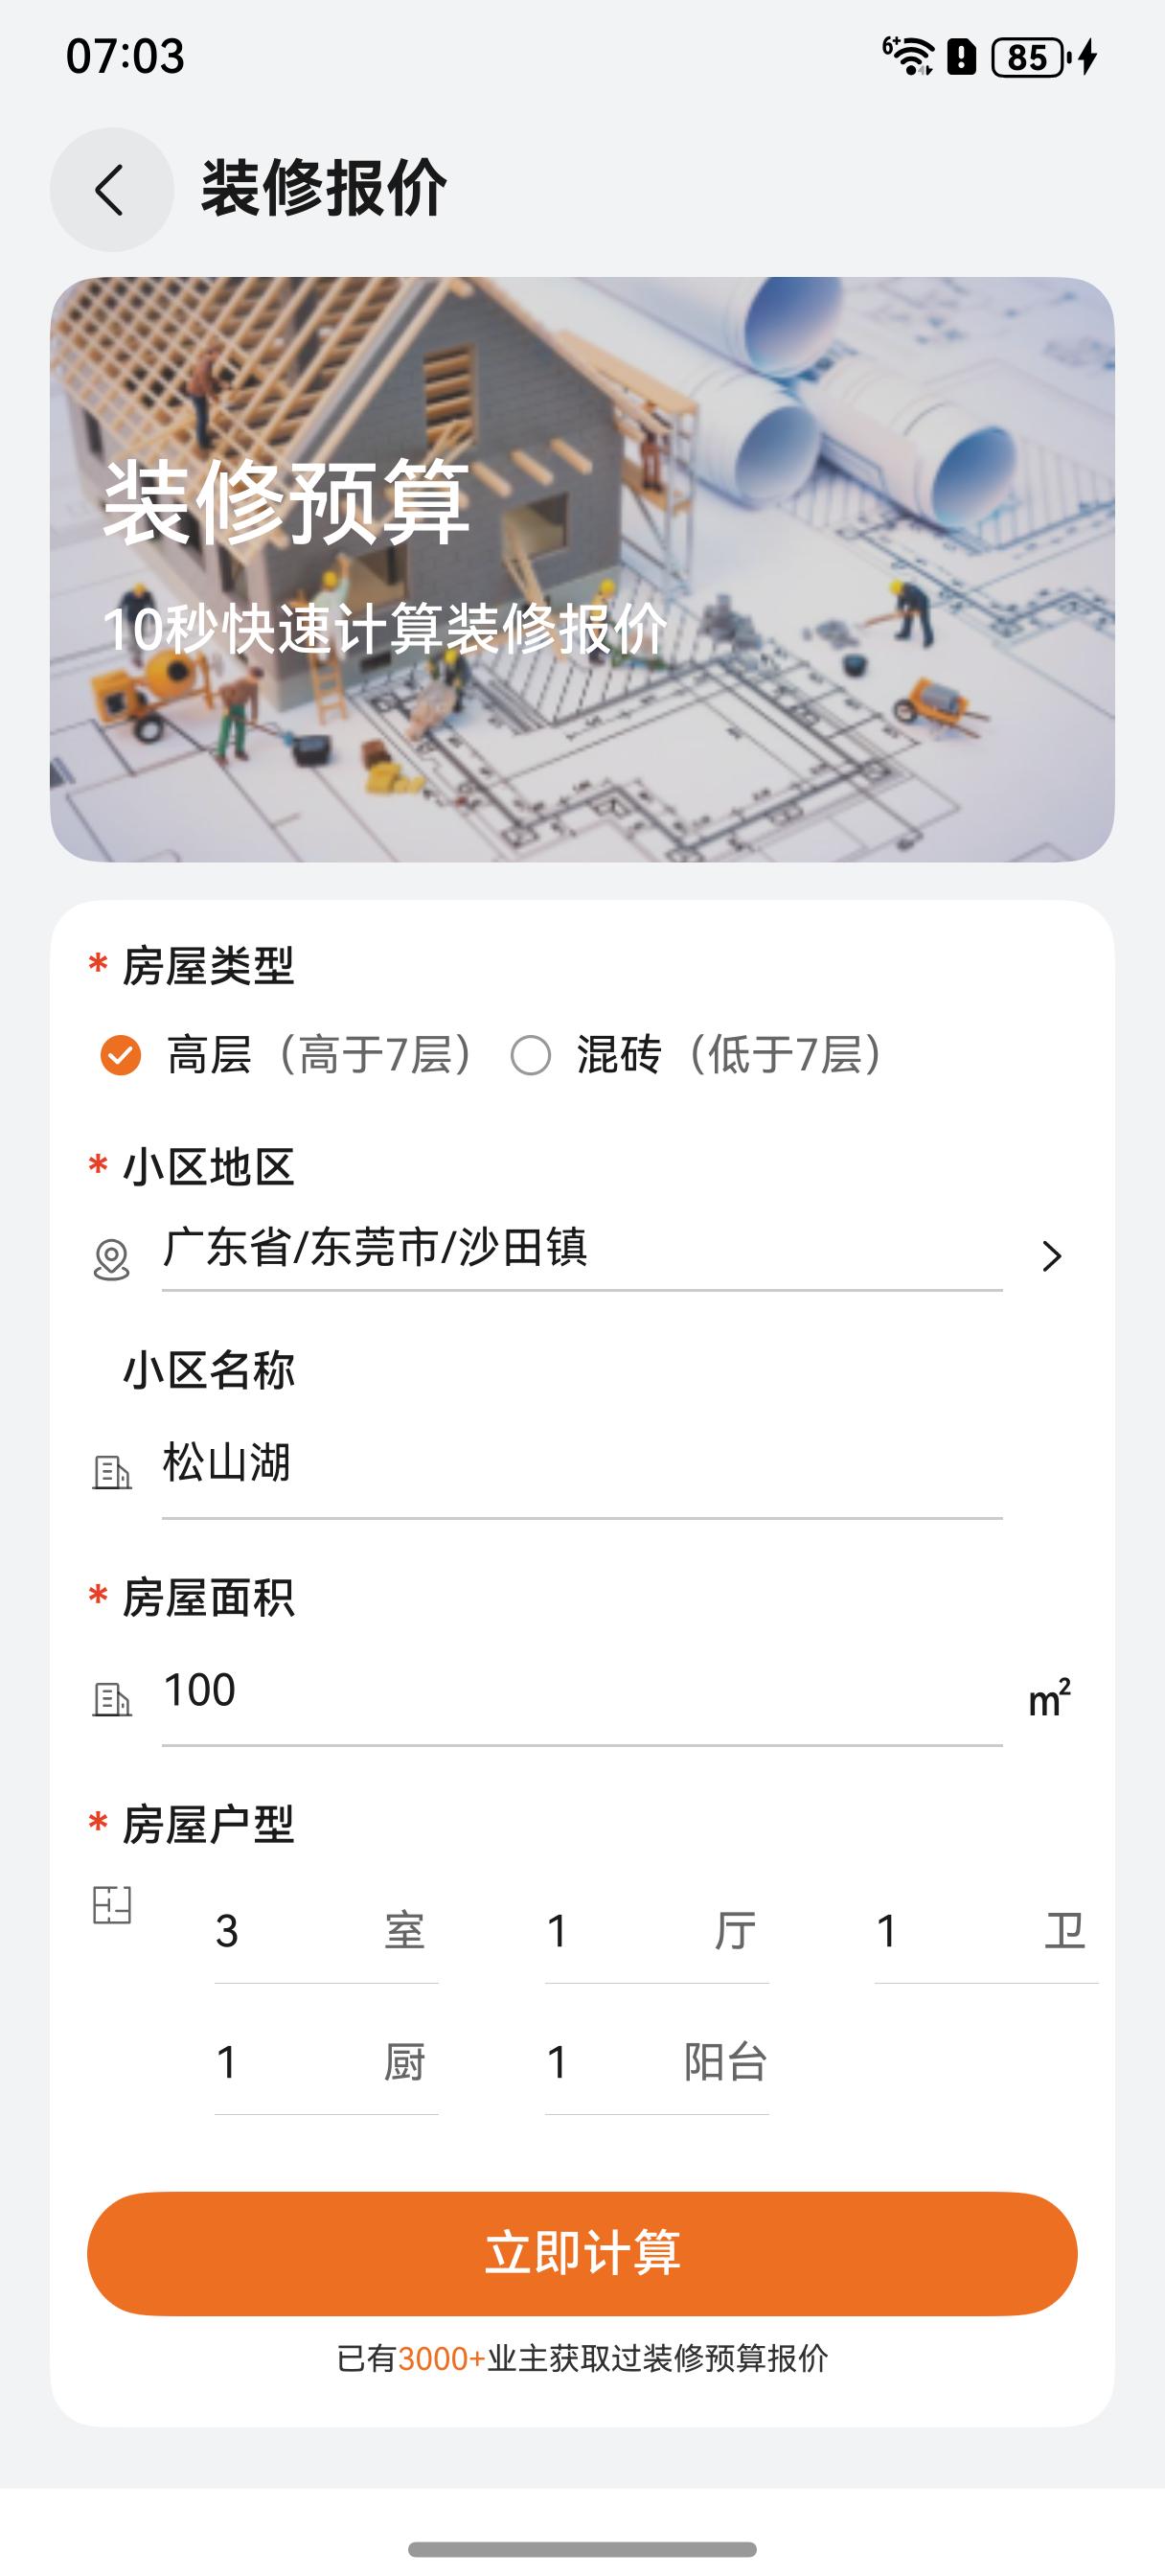 07:03
6+
85
装修报价
装修预算
10秒快速计算装修报价
* 房屋类型
高层（高于7层） 混砖（低于7层）
* 小区地区
广东省/东莞市/沙田镇
小区名称
松山湖
* 房屋面积
100 m²
* 房屋户型
3 室 1 厅 1 卫
1 厨 1 阳台
立即计算
已有3000+业主获取过装修预算报价